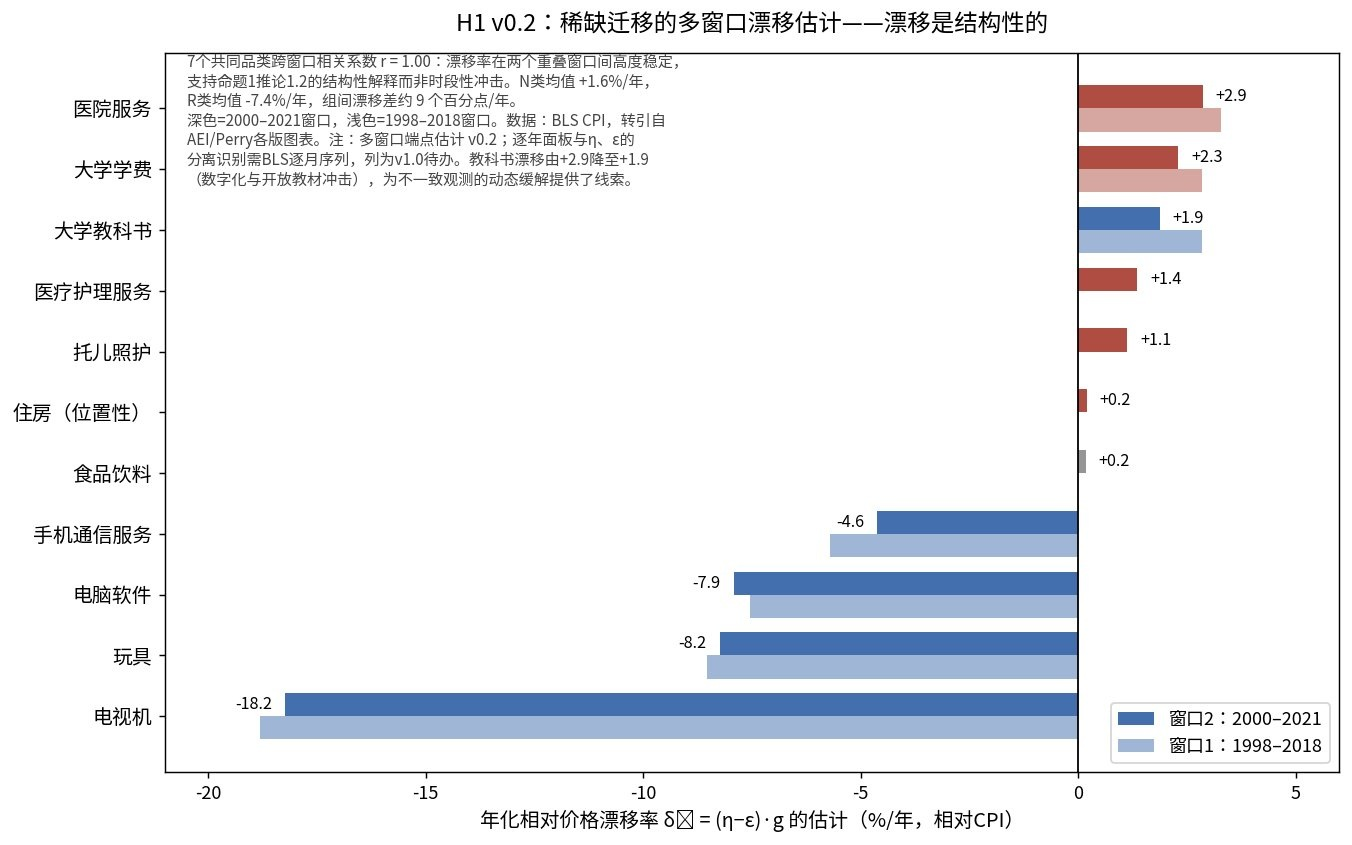 H1 v0.2：稀缺迁移的多窗口漂移估计——漂移是结构性的
7个共同品类跨窗口相关系数 r = 1.00：漂移率在两个重叠窗口间高度稳定，
支持命题1推论1.2的结构性解释而非时段性冲击。N类均值 +1.6%/年，
R类均值 -7.4%/年，组间漂移差约 9 个百分点/年。
深色=2000–2021窗口，浅色=1998–2018窗口。数据：BLS CPI，转引自
AEI/Perry各版图表。注：多窗口端点估计 v0.2；逐年面板与η、ε的
分离识别需BLS逐月序列，列为v1.0待办。教科书漂移由+2.9降至+1.9
（数字化与开放教材冲击），为不一致观测的动态缓解提供了线索。
医院服务 +2.9
大学学费 +2.3
大学教科书 +1.9
医疗护理服务 +1.4
托儿照护 +1.1
住房（位置性） +0.2
食品饮料 +0.2
手机通信服务 -4.6
电脑软件 -7.9
玩具 -8.2
电视机 -18.2
窗口2：2000–2021
窗口1：1998–2018
-20 -15 -10 -5 0 5
年化相对价格漂移率 δ = (η−ε)·g 的估计（%/年，相对CPI）